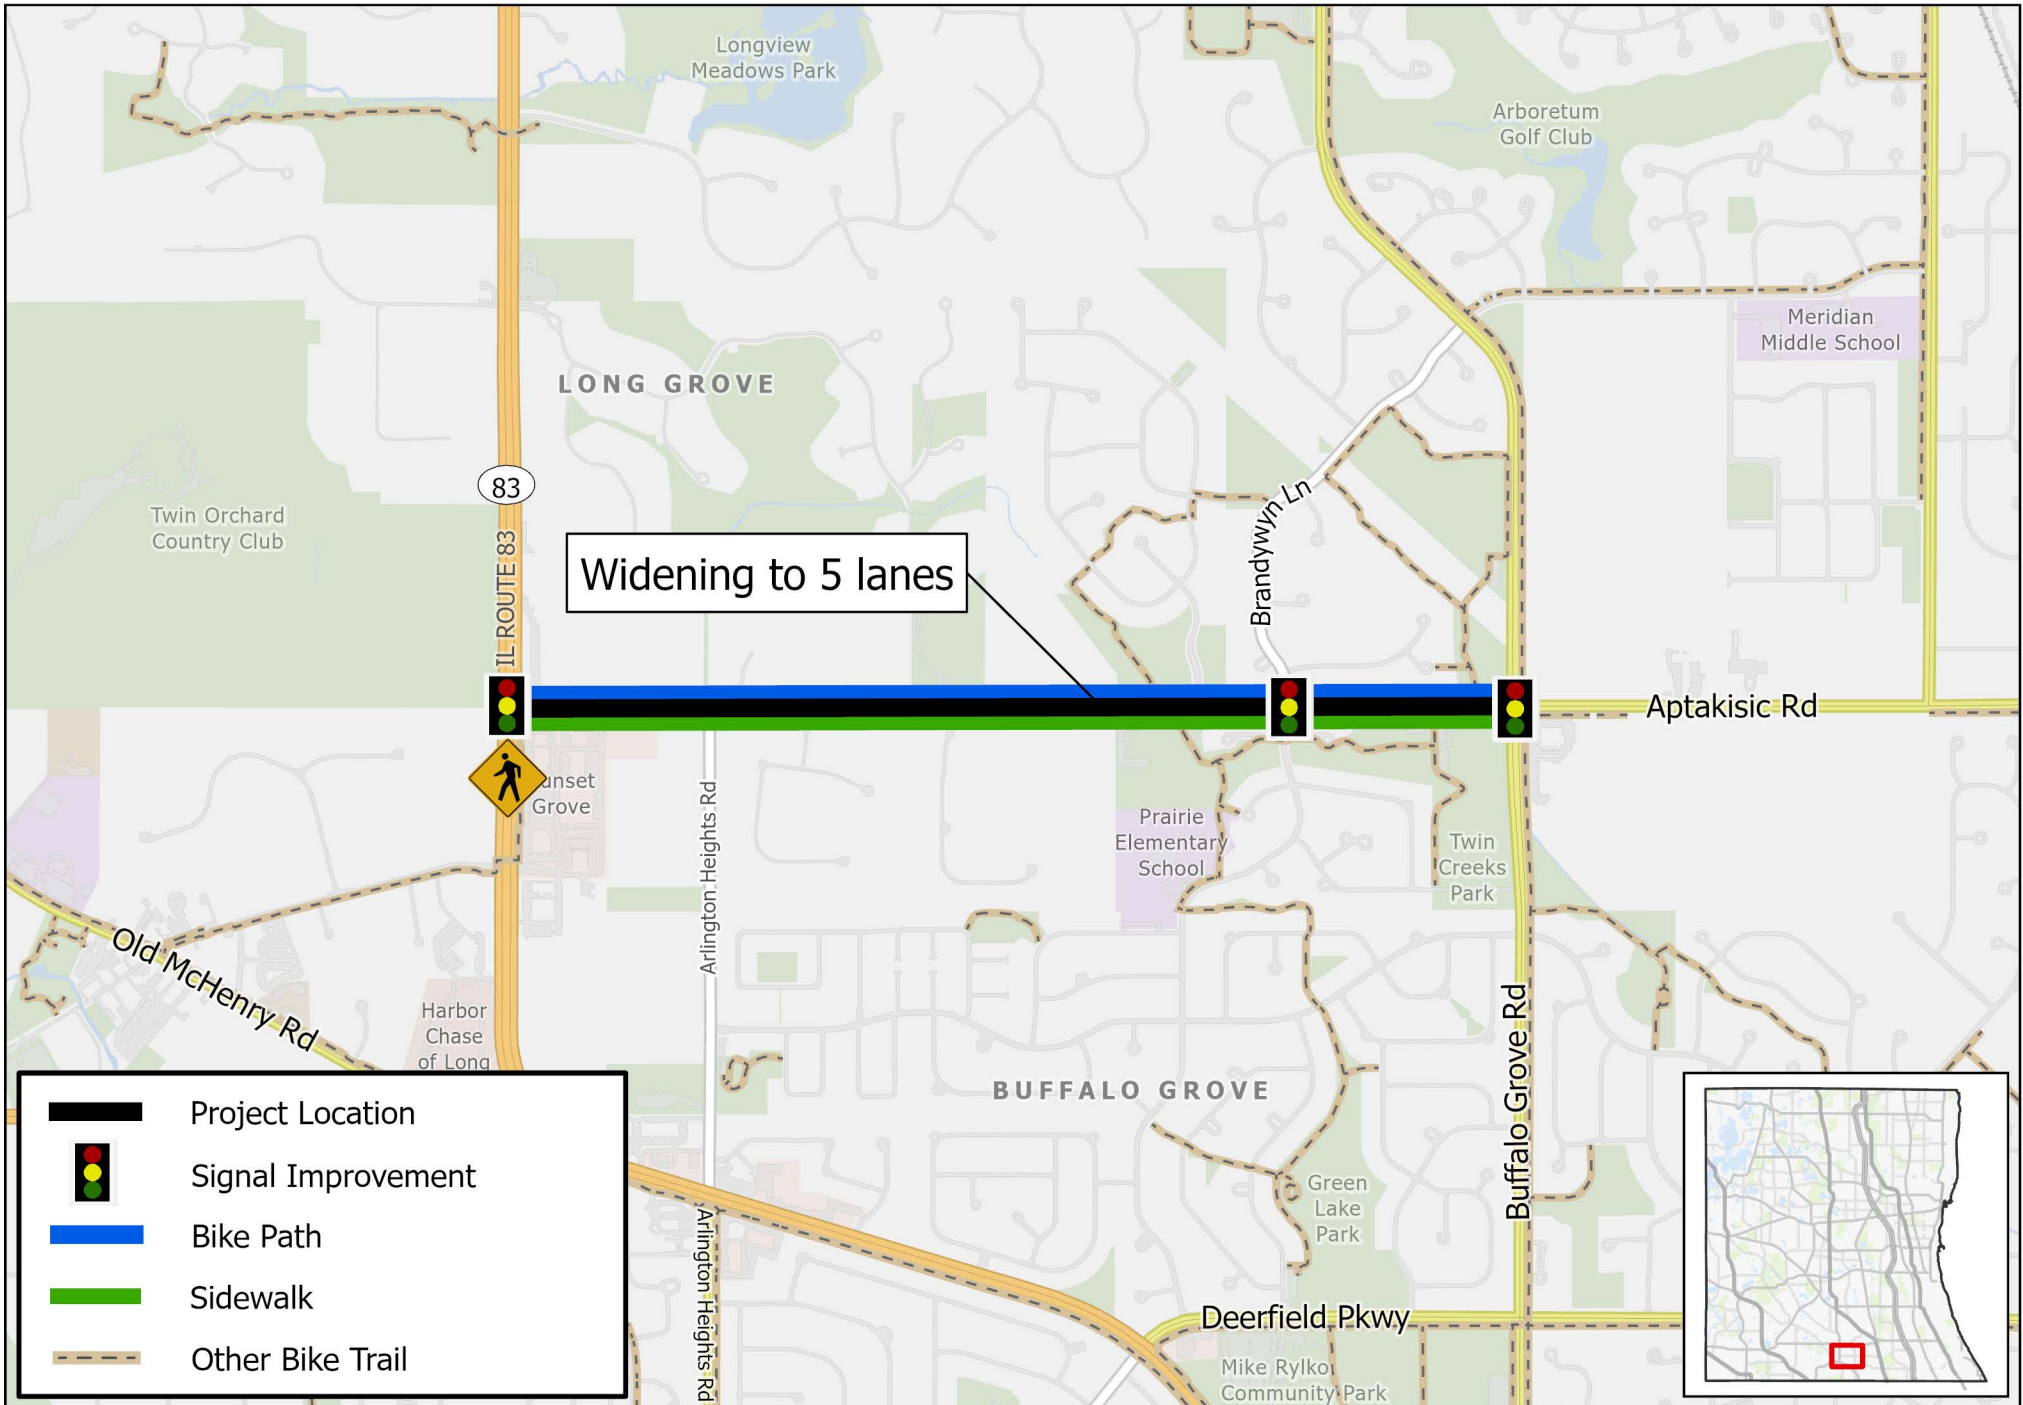 Longview
Meadows Park
Arboretum
Golf Club
Meridian
Middle School
LONG GROVE
83
Twin Orchard
Country Club
IL ROUTE 83
Widening to 5 lanes
Brandywyn Ln
Aptakisic Rd
unset
Grove
Arlington Heights Rd
Prairie
Elementary
School
Twin
Creeks
Park
Old McHenry Rd
Harbor
Chase
of Long
BUFFALO GROVE
Buffalo Grove Rd
Green
Lake
Park
Arlington Heights Rd
Deerfield Pkwy
Mike Rylko
Community Park
Project Location
Signal Improvement
Bike Path
Sidewalk
Other Bike Trail